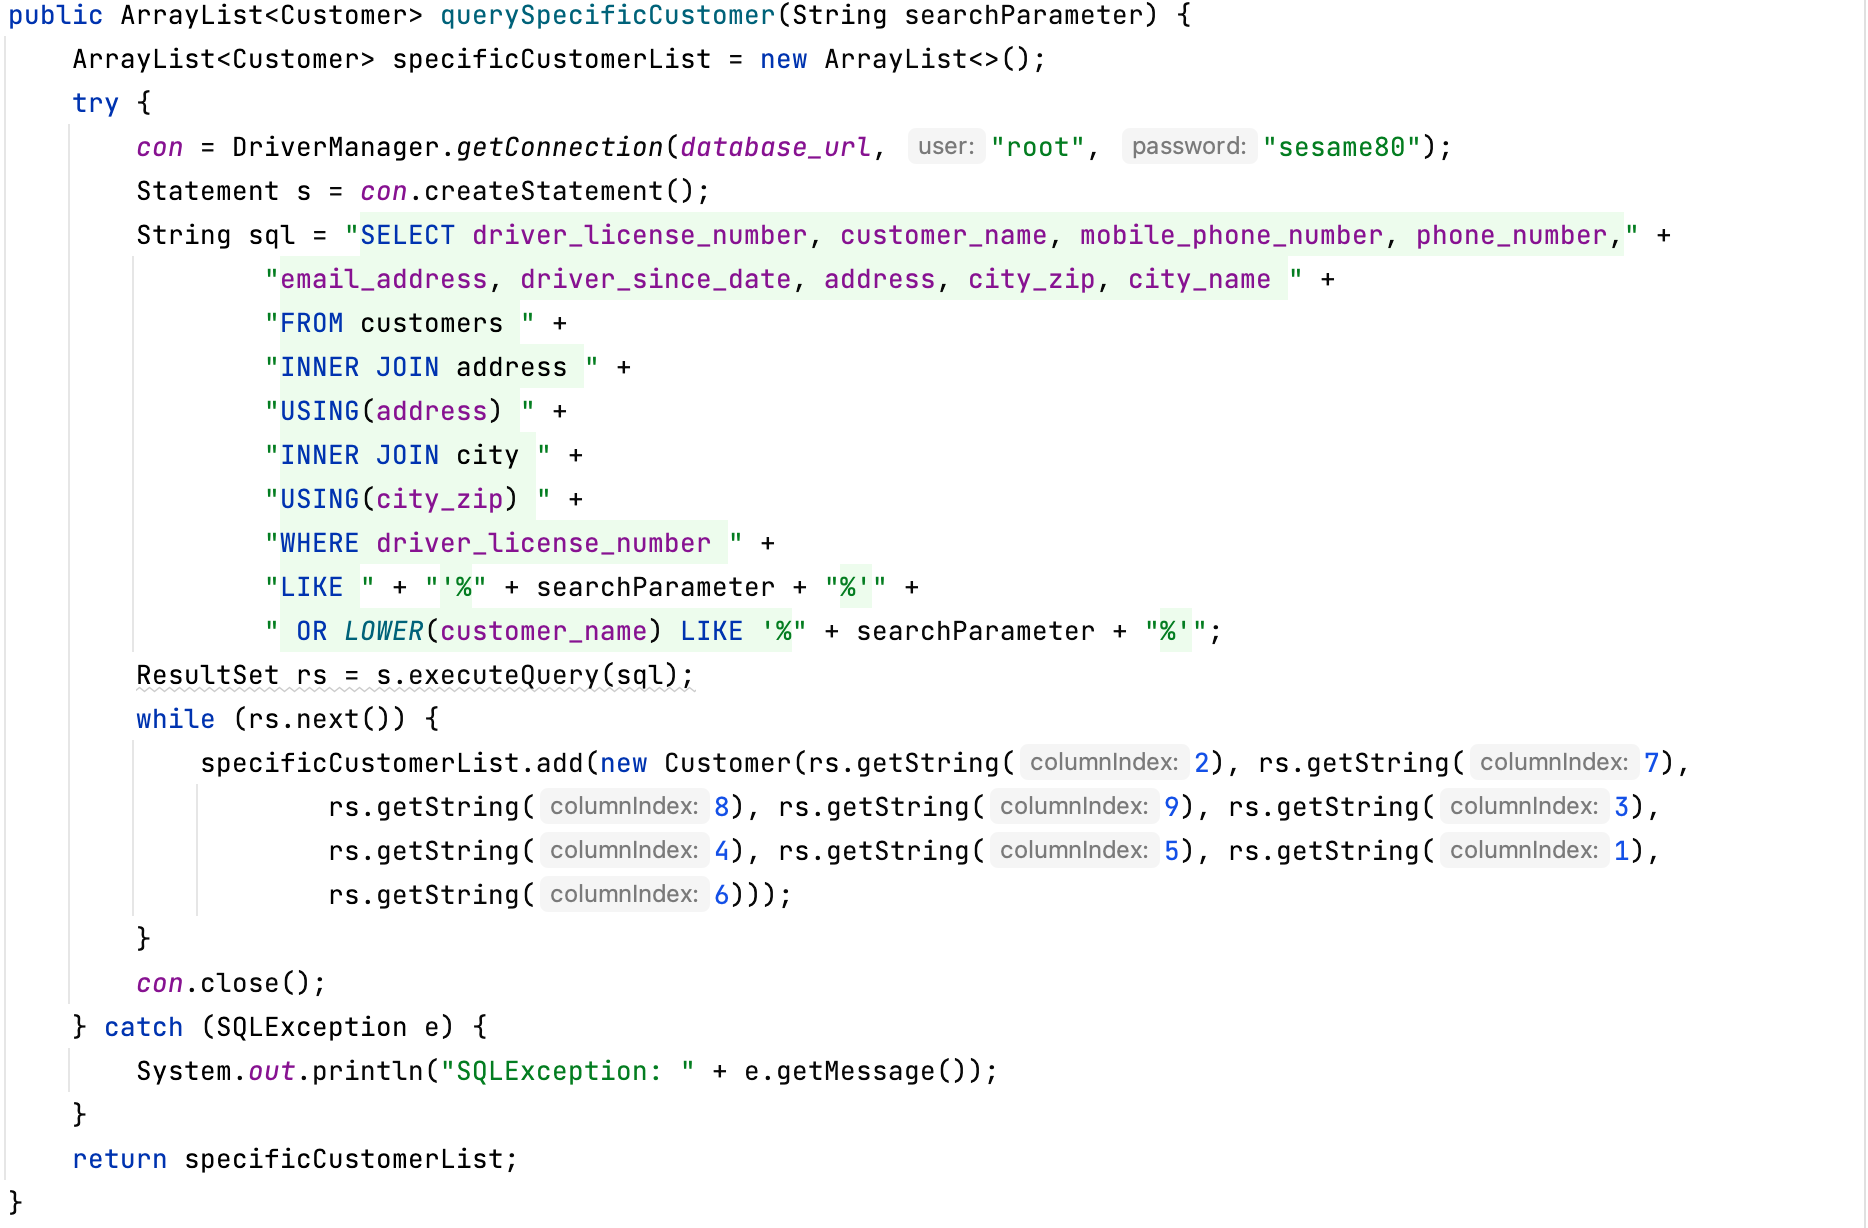 public ArrayList<Customer> querySpecificCustomer(String searchParameter) {
    ArrayList<Customer> specificCustomerList = new ArrayList<>();
    try {
        con = DriverManager.getConnection(database_url, user: "root", password: "sesame80");
        Statement s = con.createStatement();
        String sql = "SELECT driver_license_number, customer_name, mobile_phone_number, phone_number," +
                "email_address, driver_since_date, address, city_zip, city_name " +
                "FROM customers " +
                "INNER JOIN address " +
                "USING(address) " +
                "INNER JOIN city " +
                "USING(city_zip) " +
                "WHERE driver_license_number " +
                "LIKE " + "'%" + searchParameter + "%'" +
                " OR LOWER(customer_name) LIKE '%" + searchParameter + "%'";
        ResultSet rs = s.executeQuery(sql);
        while (rs.next()) {
            specificCustomerList.add(new Customer(rs.getString( columnIndex: 2), rs.getString( columnIndex: 7),
                    rs.getString( columnIndex: 8), rs.getString( columnIndex: 9), rs.getString( columnIndex: 3),
                    rs.getString( columnIndex: 4), rs.getString( columnIndex: 5), rs.getString( columnIndex: 1),
                    rs.getString( columnIndex: 6)));
        }
        con.close();
    } catch (SQLException e) {
        System.out.println("SQLException: " + e.getMessage());
    }
    return specificCustomerList;
}